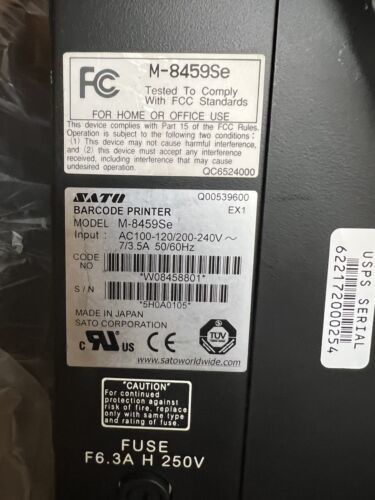 FC
M-8459Se
Tested To Comply
With FCC Standards
FOR HOME OR OFFICE USE
This device complies with Part 15 of the FCC Rules.
Operation is subject to the following two conditions:
(1) This device may not cause harmful interference,
and (2) this device must accept any interference
received, including interference that may cause
undesired operation.
QC6524000
SATO
Q00539600
BARCODE PRINTER
EX1
MODEL M-8459Se
Input : AC100-120/200-240V ~
7/3.5A 50/60Hz
CODE
NO
*W08458801*
S/N
*5H0A0105*
MADE IN JAPAN
SATO CORPORATION
C UL US CE TUV
www.satoworldwide.com
"CAUTION"
For continued
protection against
risk of fire, replace
only with same type
and rating of fuse.
FUSE
F6.3A H 250V
USPS SERIAL
622172000254